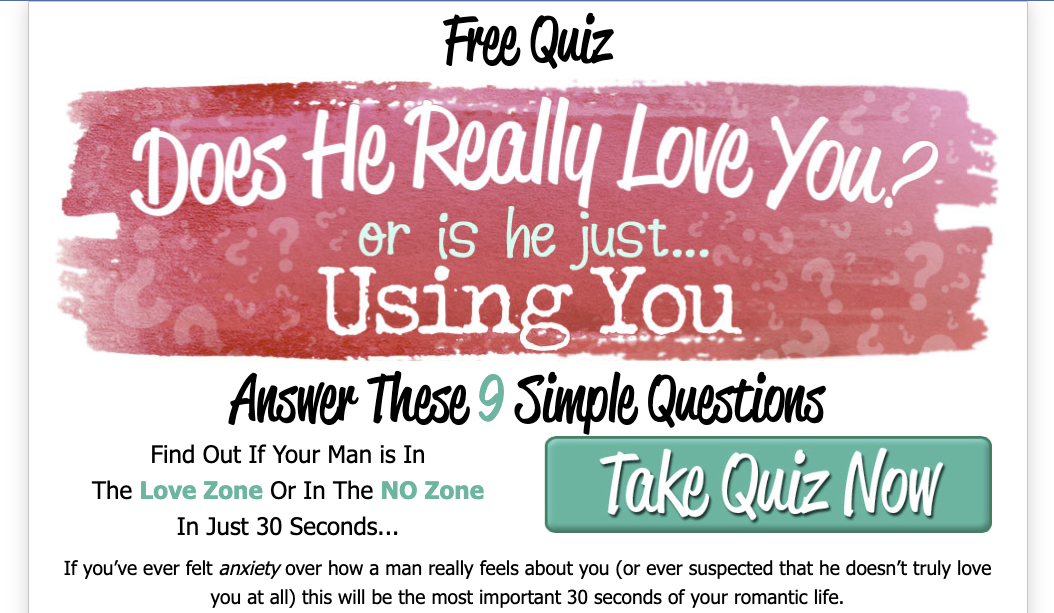 Free Quiz
Does He Really Love You?
or is he just...
Using You
Answer These 9 Simple Questions
Find Out If Your Man is In
The Love Zone Or In The NO Zone
In Just 30 Seconds...
Take Quiz Now
If you’ve ever felt anxiety over how a man really feels about you (or ever suspected that he doesn’t truly love
you at all) this will be the most important 30 seconds of your romantic life.